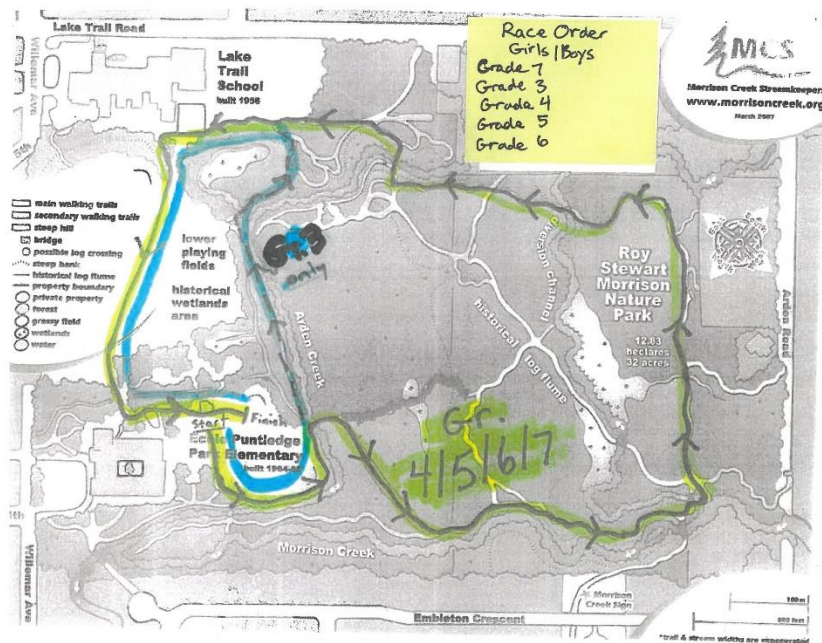 Lake Trail Road
Willemar Ave
5th
Lake
Trail
School
built 1956
Race Order
Girls/Boys
Grade 7
Grade 3
Grade 4
Grade 5
Grade 6
MCS
Morrison Creek Streamkeepers
www.morrisoncreek.org
March 2007
main walking trails
secondary walking trails
steep hill
bridge
possible log crossing
steep bank
historical log flume
property boundary
private property
forest
grassy field
wetlands
water
lower
playing
fields
historical
wetlands
area
only
Arden Creek
diversion channel
historical log flume
Roy
Stewart
Morrison
Nature
Park
12.83
hectares
32 acres
Arden Road
Start
Finish
Puntledge
Park Elementary
Gr.
4/5/6/7
Morrison Creek
Willemar Ave
Morrison
Creek Sign
Embleton Crescent
100 m
*trail & stream widths are exaggerated